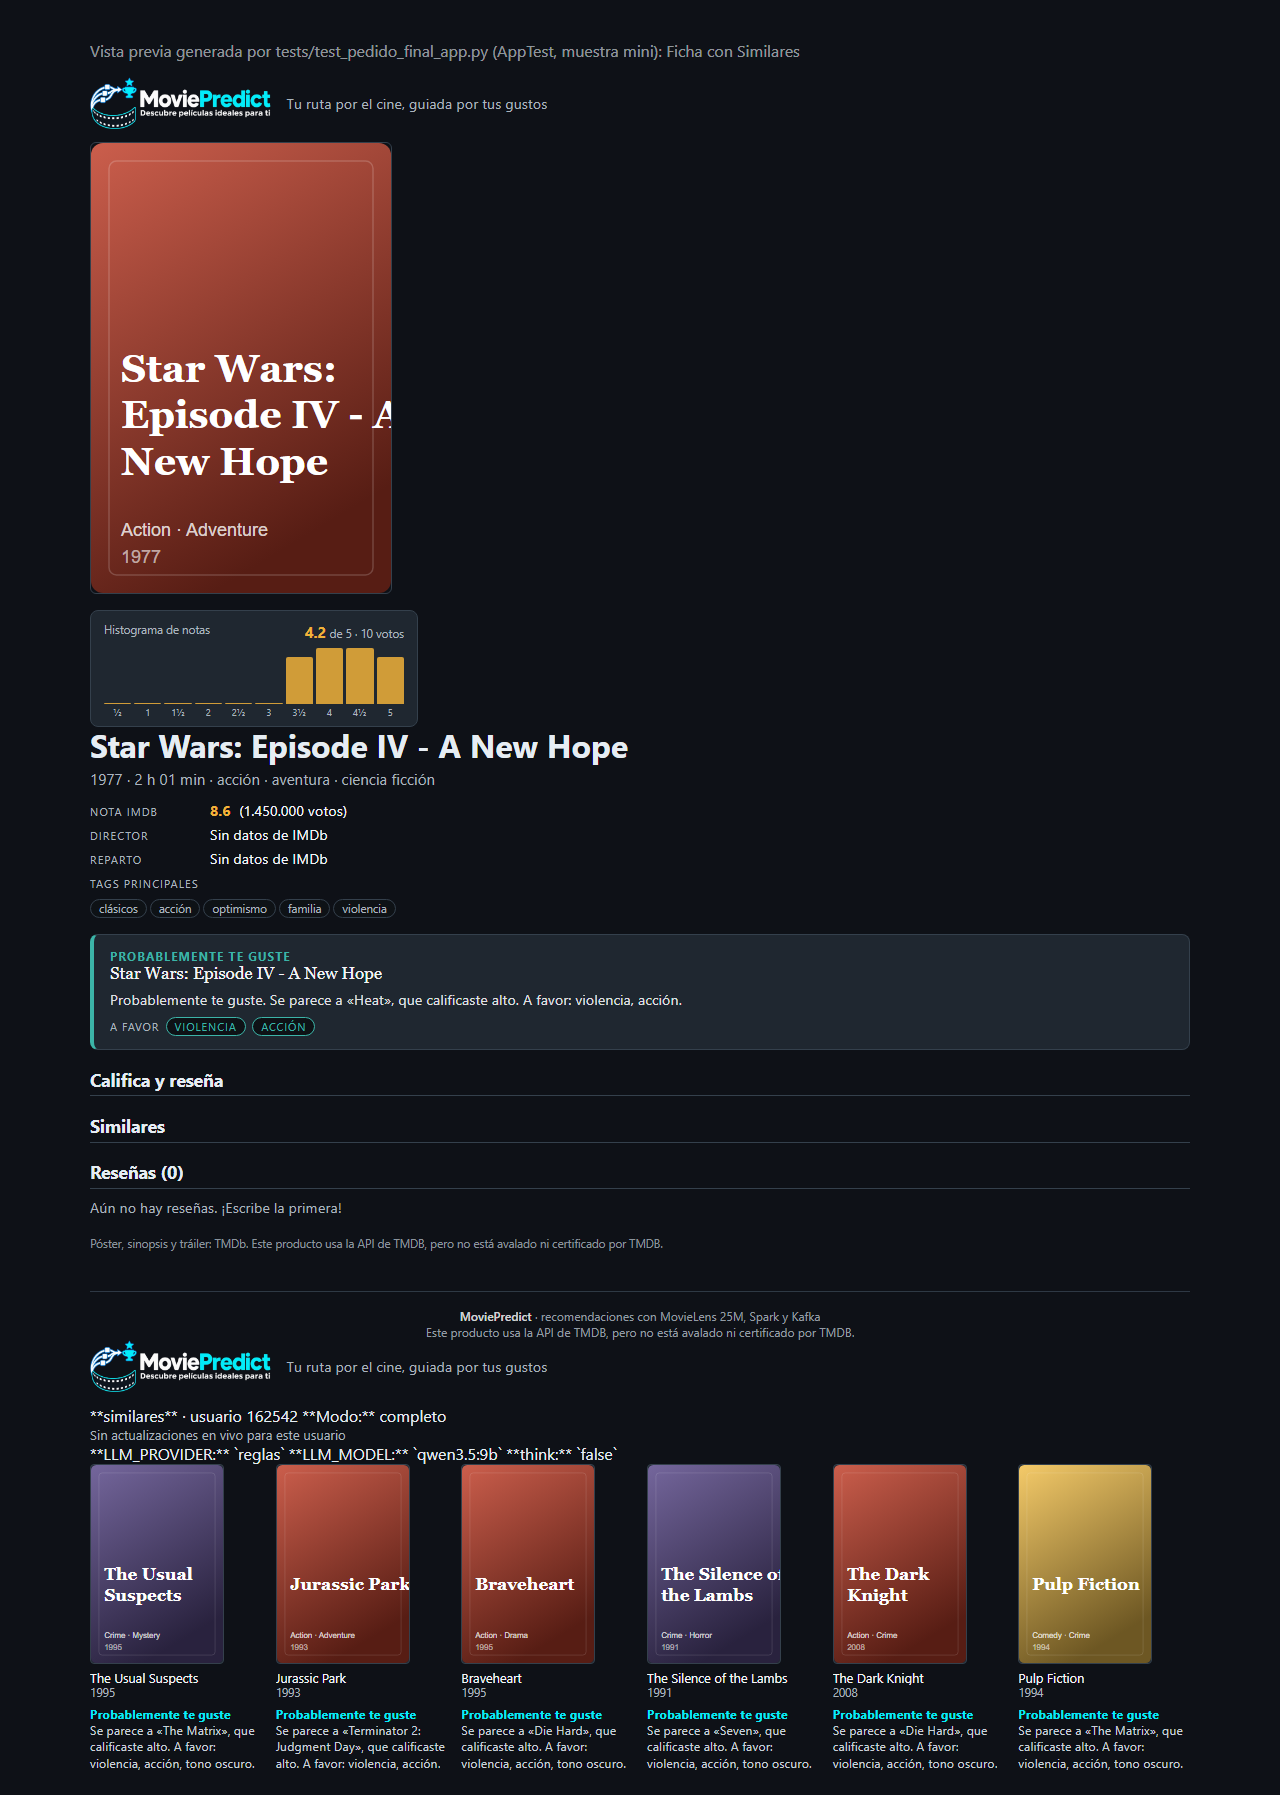 Vista previa generada por tests/test_pedido_final_app.py (AppTest, muestra mini): Ficha con Similares
MoviePredict
Descubre películas ideales para ti
Tu ruta por el cine, guiada por tus gustos
Star Wars:
Episode IV - A
New Hope
Action · Adventure
1977
Histograma de notas
4.2 de 5 · 10 votos
½ 1 1½ 2 2½ 3 3½ 4 4½ 5
Star Wars: Episode IV - A New Hope
1977 · 2 h 01 min · acción · aventura · ciencia ficción
NOTA IMDB 8.6 (1.450.000 votos)
DIRECTOR Sin datos de IMDb
REPARTO Sin datos de IMDb
TAGS PRINCIPALES
clásicos acción optimismo familia violencia
PROBABLEMENTE TE GUSTE
Star Wars: Episode IV - A New Hope
Probablemente te guste. Se parece a «Heat», que calificaste alto. A favor: violencia, acción.
A FAVOR VIOLENCIA ACCIÓN
Califica y reseña
Similares
Reseñas (0)
Aún no hay reseñas. ¡Escribe la primera!
Póster, sinopsis y tráiler: TMDb. Este producto usa la API de TMDB, pero no está avalado ni certificado por TMDB.
MoviePredict · recomendaciones con MovieLens 25M, Spark y Kafka
Este producto usa la API de TMDB, pero no está avalado ni certificado por TMDB.
MoviePredict
Descubre películas ideales para ti
Tu ruta por el cine, guiada por tus gustos
**similares** · usuario 162542 **Modo:** completo
Sin actualizaciones en vivo para este usuario
**LLM_PROVIDER:** `reglas` **LLM_MODEL:** `qwen3.5:9b` **think:** `false`
The Usual
Suspects
Crime · Mystery
1995
The Usual Suspects
1995
Probablemente te guste
Se parece a «The Matrix», que
calificaste alto. A favor:
violencia, acción, tono oscuro.
Jurassic Park
Action · Adventure
1993
Jurassic Park
1993
Probablemente te guste
Se parece a «Terminator 2:
Judgment Day», que calificaste
alto. A favor: violencia, acción.
Braveheart
Action · Drama
1995
Braveheart
1995
Probablemente te guste
Se parece a «Die Hard», que
calificaste alto. A favor:
violencia, acción, tono oscuro.
The Silence of
the Lambs
Crime · Horror
1991
The Silence of the Lambs
1991
Probablemente te guste
Se parece a «Seven», que
calificaste alto. A favor:
violencia, acción, tono oscuro.
The Dark
Knight
Action · Crime
2008
The Dark Knight
2008
Probablemente te guste
Se parece a «Die Hard», que
calificaste alto. A favor:
violencia, acción, tono oscuro.
Pulp Fiction
Comedy · Crime
1994
Pulp Fiction
1994
Probablemente te guste
Se parece a «The Matrix», que
calificaste alto. A favor:
violencia, acción, tono oscuro.